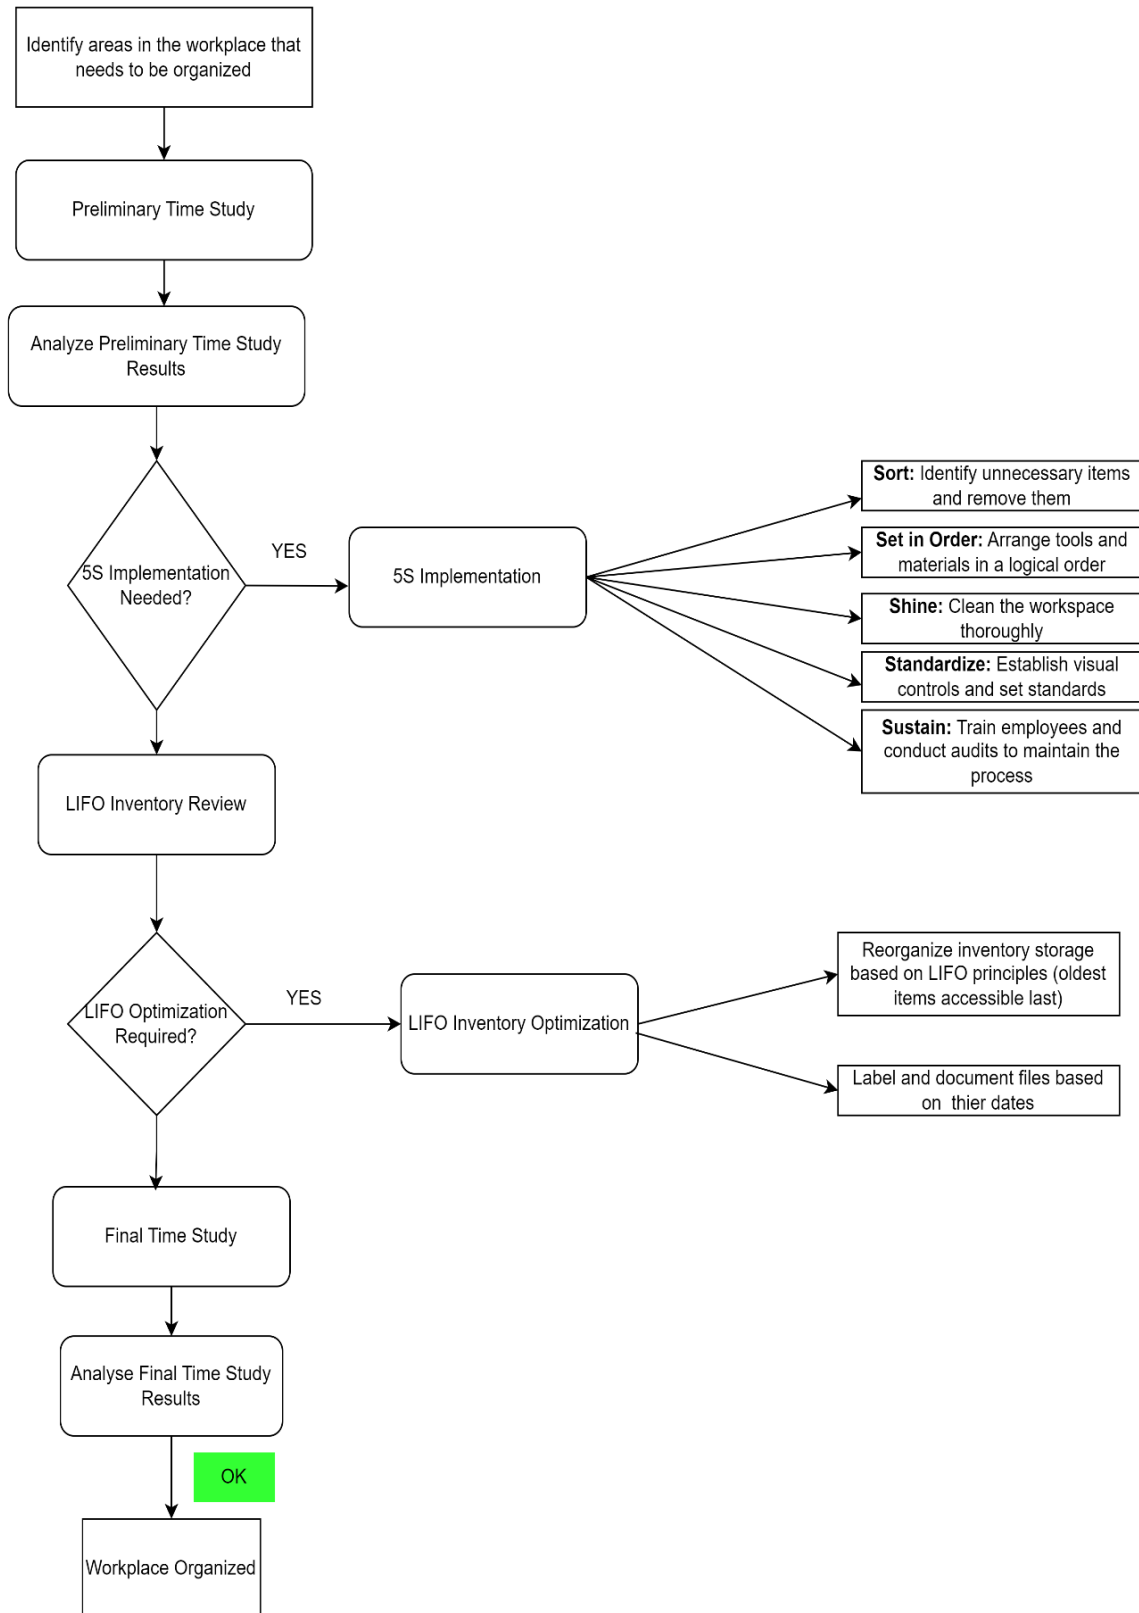 Identify areas in the workplace that
needs to be organized
Preliminary Time Study
Analyze Preliminary Time Study
Results
5S Implementation
Needed?
YES
5S Implementation
Sort: Identify unnecessary items
and remove them
Set in Order: Arrange tools and
materials in a logical order
Shine: Clean the workspace
thoroughly
Standardize: Establish visual
controls and set standards
Sustain: Train employees and
conduct audits to maintain the
process
LIFO Inventory Review
LIFO Optimization
Required?
YES
LIFO Inventory Optimization
Reorganize inventory storage
based on LIFO principles (oldest
items accessible last)
Label and document files based
on thier dates
Final Time Study
Analyse Final Time Study
Results
OK
Workplace Organized